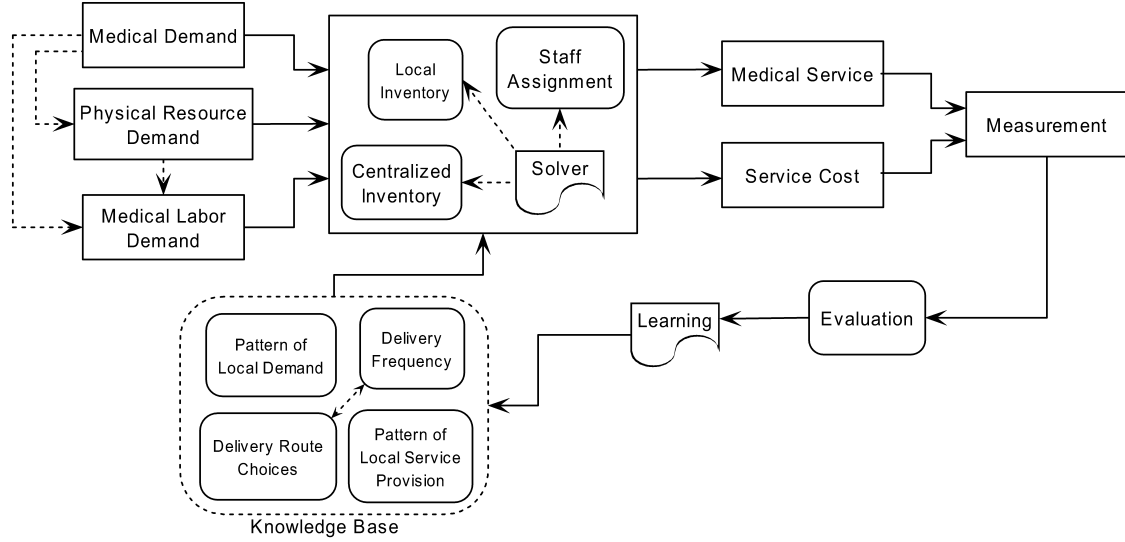 Medical Demand
Physical Resource
Demand
Medical Labor
Demand
Local
Inventory
Staff
Assignment
Centralized
Inventory
Solver
Medical Service
Service Cost
Measurement
Evaluation
Learning
Pattern of
Local Demand
Delivery
Frequency
Delivery Route
Choices
Pattern of
Local Service
Provision
Knowledge Base